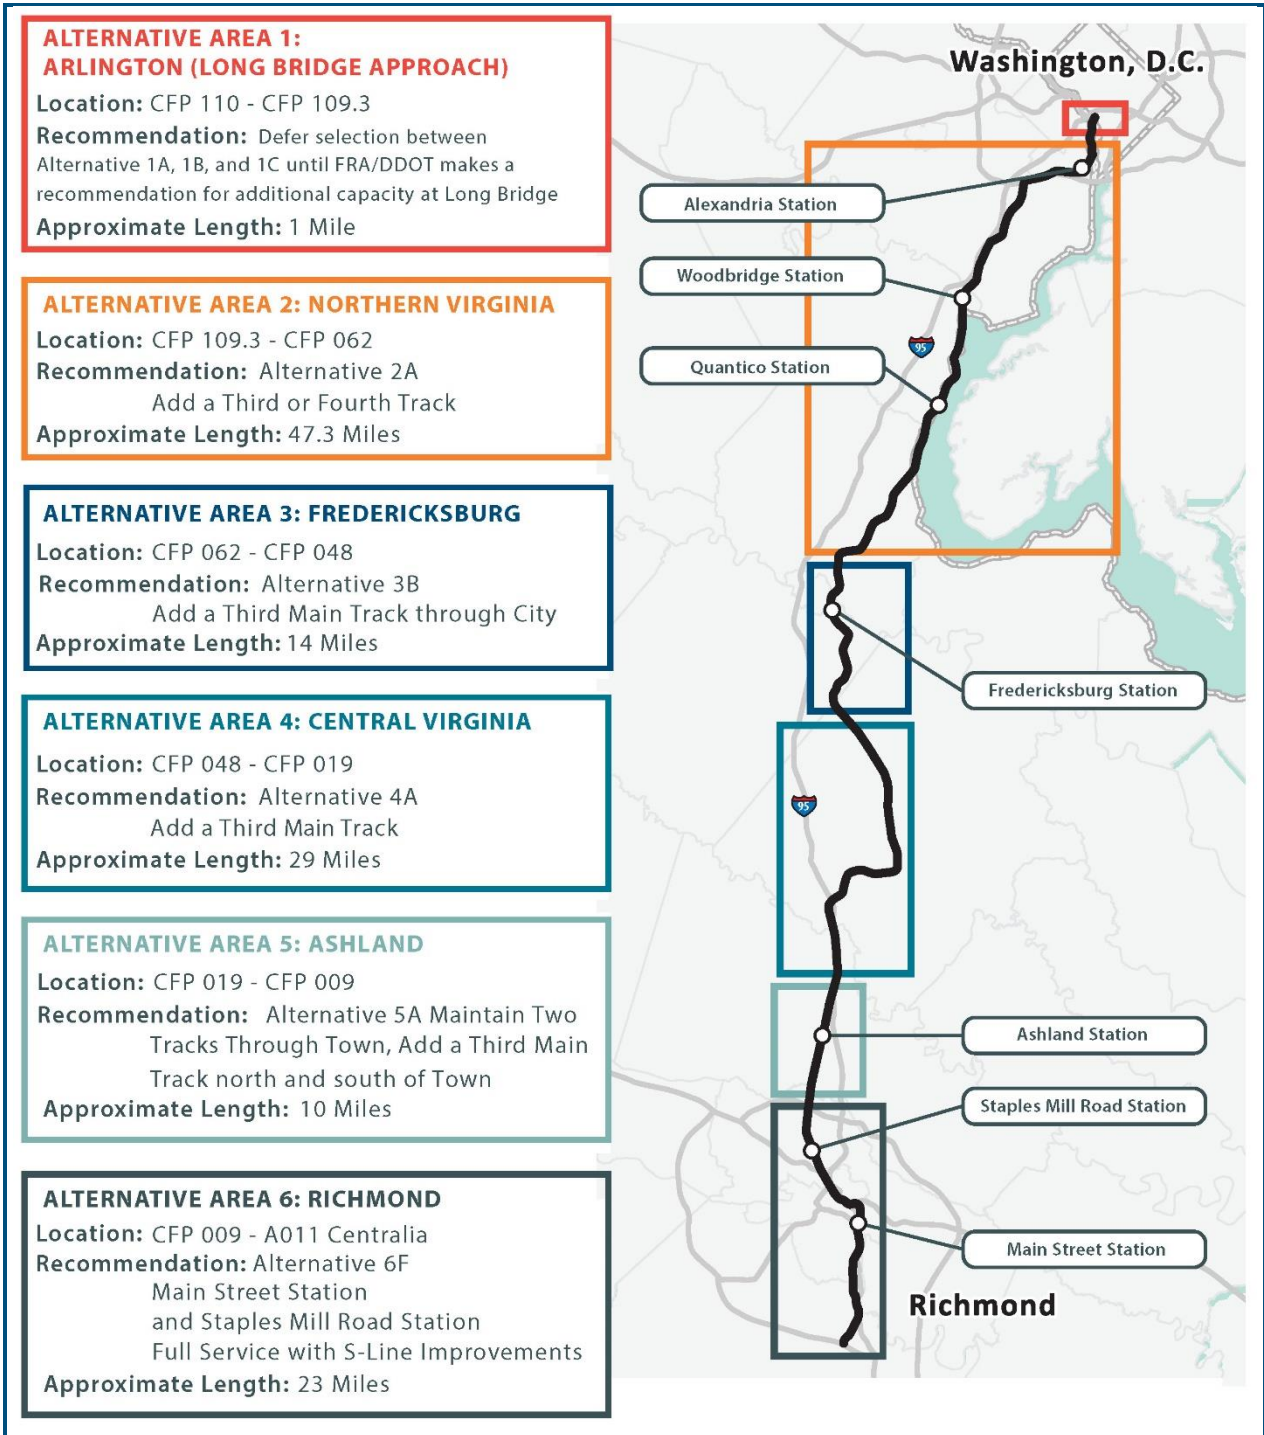 ALTERNATIVE AREA 1:
ARLINGTON (LONG BRIDGE APPROACH)
Location: CFP 110 - CFP 109.3
Recommendation: Defer selection between
Alternative 1A, 1B, and 1C until FRA/DDOT makes a
recommendation for additional capacity at Long Bridge
Approximate Length: 1 Mile
ALTERNATIVE AREA 2: NORTHERN VIRGINIA
Location: CFP 109.3 - CFP 062
Recommendation: Alternative 2A
Add a Third or Fourth Track
Approximate Length: 47.3 Miles
ALTERNATIVE AREA 3: FREDERICKSBURG
Location: CFP 062 - CFP 048
Recommendation: Alternative 3B
Add a Third Main Track through City
Approximate Length: 14 Miles
ALTERNATIVE AREA 4: CENTRAL VIRGINIA
Location: CFP 048 - CFP 019
Recommendation: Alternative 4A
Add a Third Main Track
Approximate Length: 29 Miles
ALTERNATIVE AREA 5: ASHLAND
Location: CFP 019 - CFP 009
Recommendation: Alternative 5A Maintain Two
Tracks Through Town, Add a Third Main
Track north and south of Town
Approximate Length: 10 Miles
ALTERNATIVE AREA 6: RICHMOND
Location: CFP 009 - A011 Centralia
Recommendation: Alternative 6F
Main Street Station
and Staples Mill Road Station
Full Service with S-Line Improvements
Approximate Length: 23 Miles
Washington, D.C.
Alexandria Station
Woodbridge Station
95
Quantico Station
Fredericksburg Station
95
Ashland Station
Staples Mill Road Station
Main Street Station
Richmond